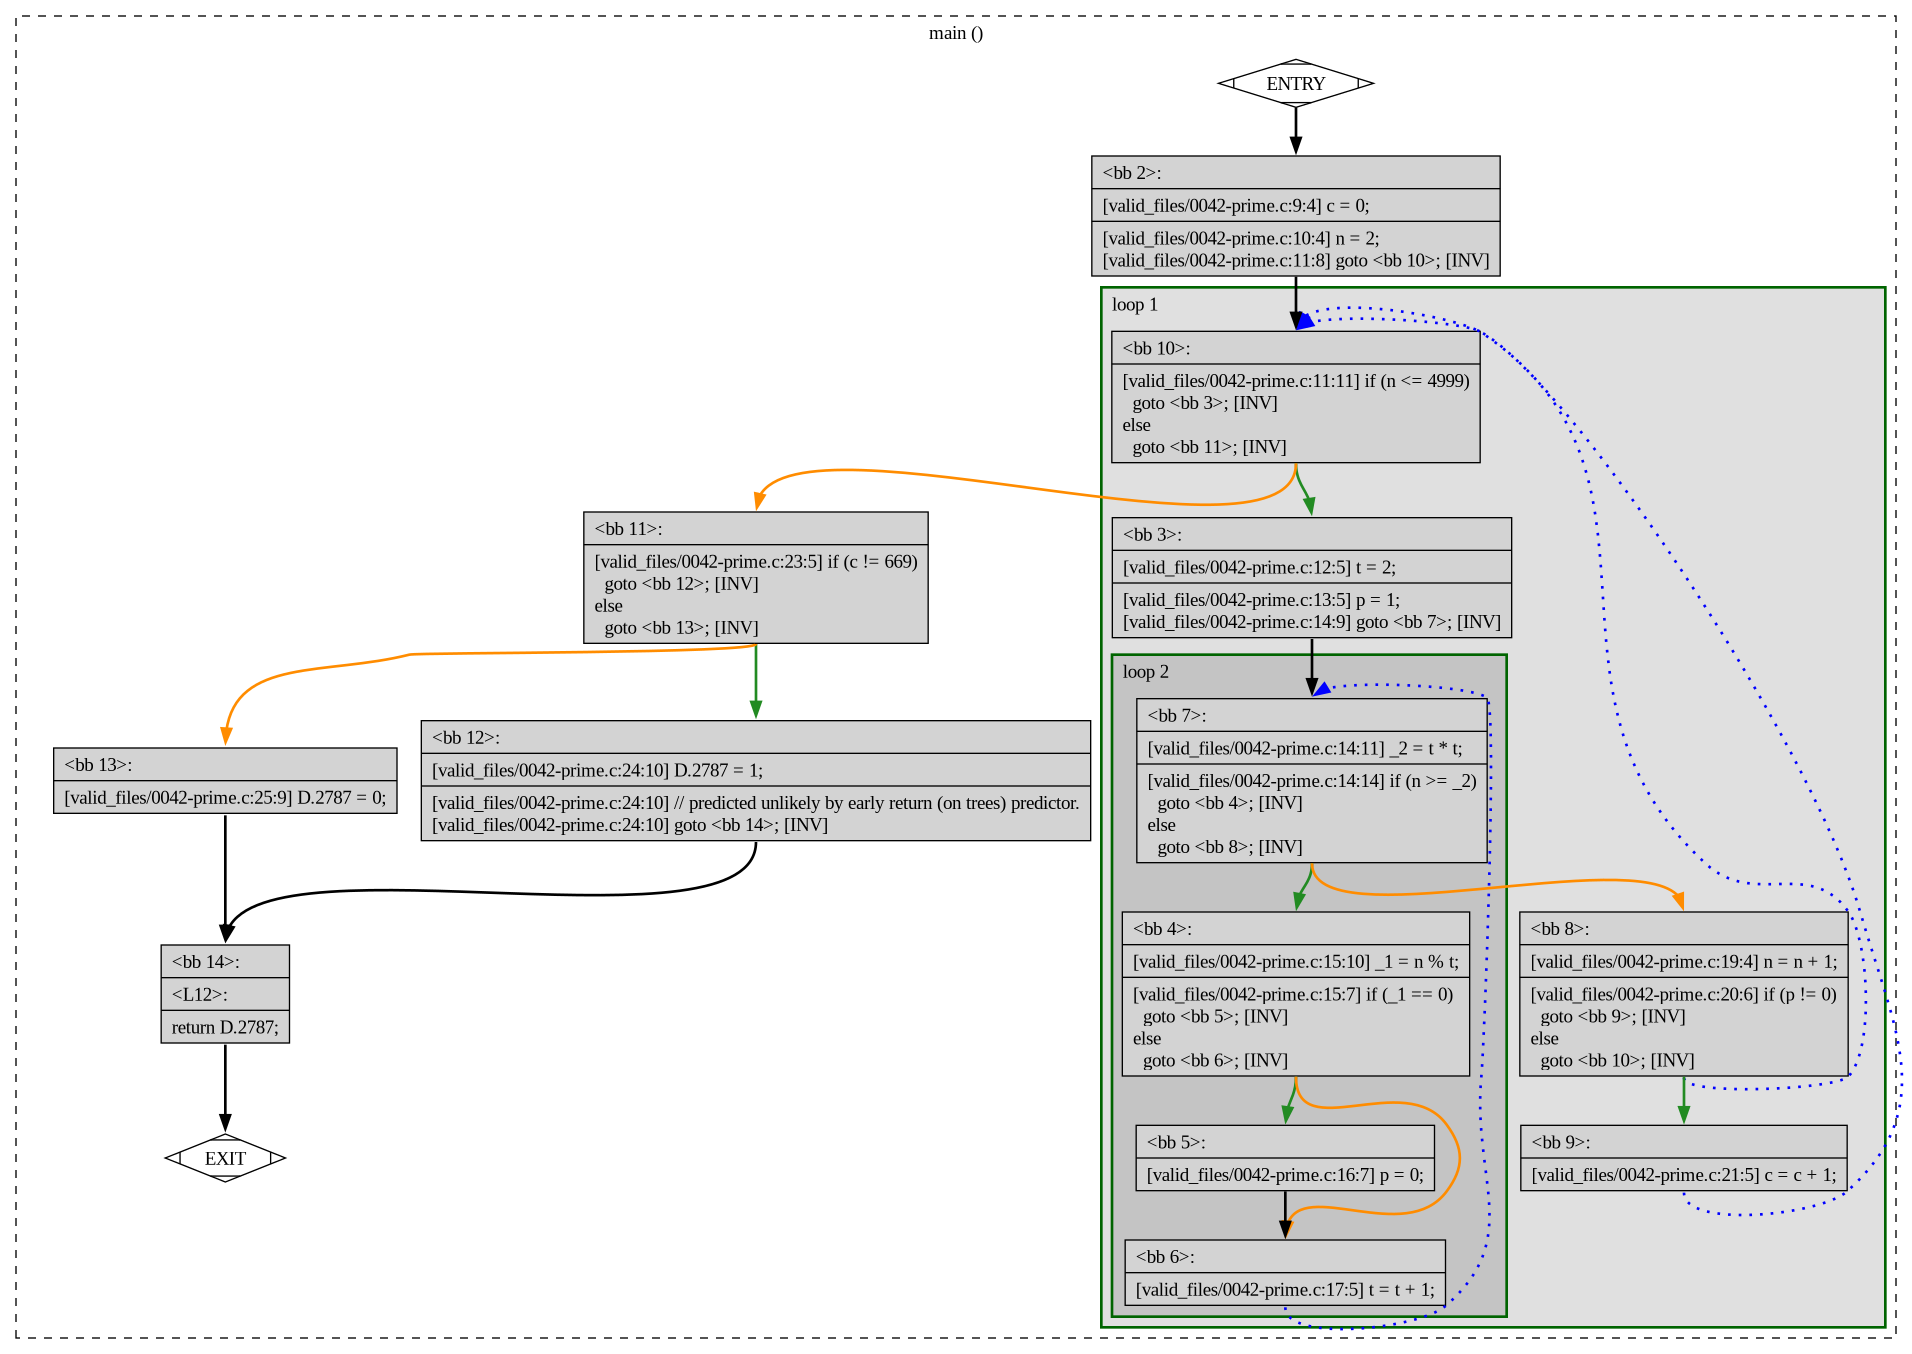 main ()
ENTRY
<bb 2>:
[valid_files/0042-prime.c:9:4] c = 0;
[valid_files/0042-prime.c:10:4] n = 2;
[valid_files/0042-prime.c:11:8] goto <bb 10>; [INV]
loop 1
<bb 10>:
[valid_files/0042-prime.c:11:11] if (n <= 4999)
goto <bb 3>; [INV]
else
goto <bb 11>; [INV]
<bb 11>:
[valid_files/0042-prime.c:23:5] if (c != 669)
goto <bb 12>; [INV]
else
goto <bb 13>; [INV]
<bb 3>:
[valid_files/0042-prime.c:12:5] t = 2;
[valid_files/0042-prime.c:13:5] p = 1;
[valid_files/0042-prime.c:14:9] goto <bb 7>; [INV]
loop 2
<bb 7>:
[valid_files/0042-prime.c:14:11] _2 = t * t;
[valid_files/0042-prime.c:14:14] if (n >= _2)
goto <bb 4>; [INV]
else
goto <bb 8>; [INV]
<bb 13>:
[valid_files/0042-prime.c:25:9] D.2787 = 0;
<bb 12>:
[valid_files/0042-prime.c:24:10] D.2787 = 1;
[valid_files/0042-prime.c:24:10] // predicted unlikely by early return (on trees) predictor.
[valid_files/0042-prime.c:24:10] goto <bb 14>; [INV]
<bb 14>:
<L12>:
return D.2787;
<bb 4>:
[valid_files/0042-prime.c:15:10] _1 = n % t;
[valid_files/0042-prime.c:15:7] if (_1 == 0)
goto <bb 5>; [INV]
else
goto <bb 6>; [INV]
<bb 8>:
[valid_files/0042-prime.c:19:4] n = n + 1;
[valid_files/0042-prime.c:20:6] if (p != 0)
goto <bb 9>; [INV]
else
goto <bb 10>; [INV]
EXIT
<bb 5>:
[valid_files/0042-prime.c:16:7] p = 0;
<bb 9>:
[valid_files/0042-prime.c:21:5] c = c + 1;
<bb 6>:
[valid_files/0042-prime.c:17:5] t = t + 1;